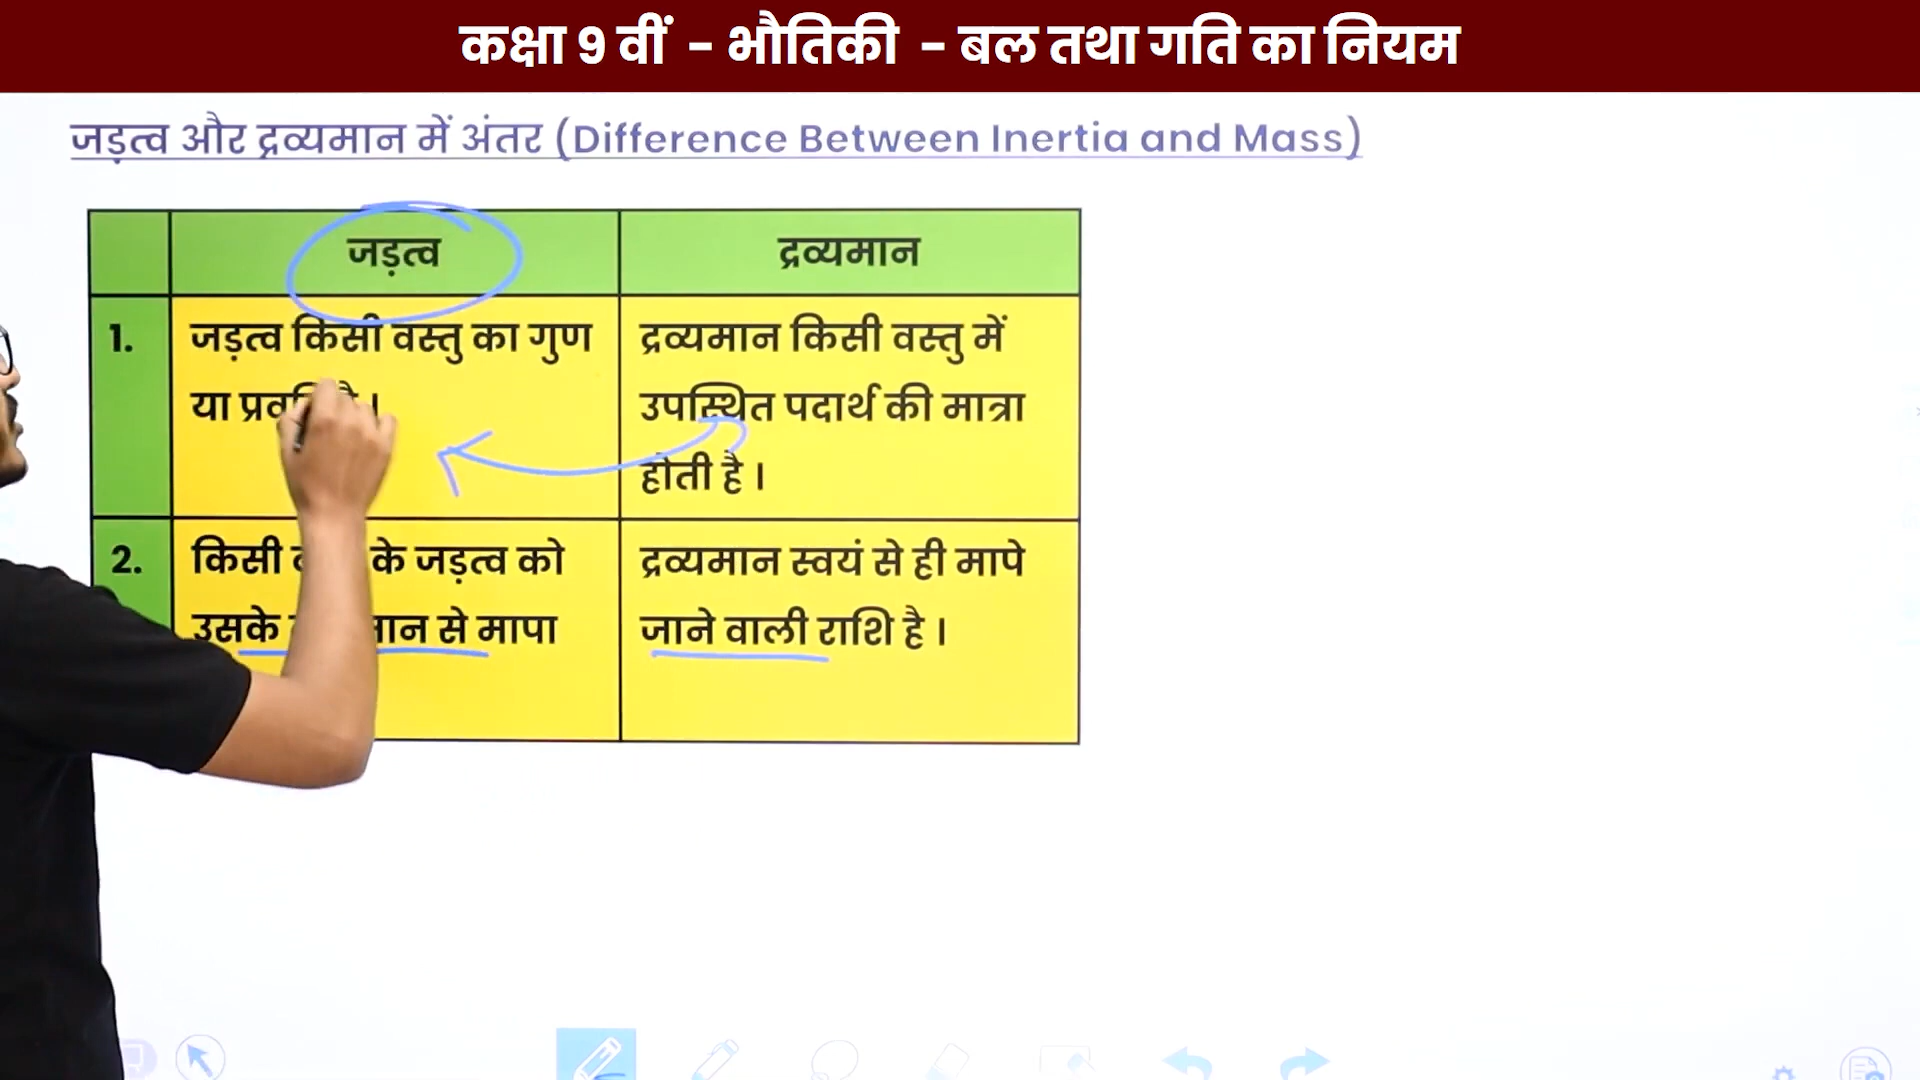 कक्षा 9 वीं - भौतिकी - बल तथा गति का नियम
जड़त्व और द्रव्यमान में अंतर (Difference Between Inertia and Mass)
जड़त्व
द्रव्यमान
1.
जड़त्व किसी वस्तु का गुण
या
है ।
द्रव्यमान किसी वस्तु में
उपस्थित पदार्थ की मात्रा
होती है ।
2.
किसी के जड़त्व को
उसके से मापा
द्रव्यमान स्वयं से ही मापे
जाने वाली राशि है ।